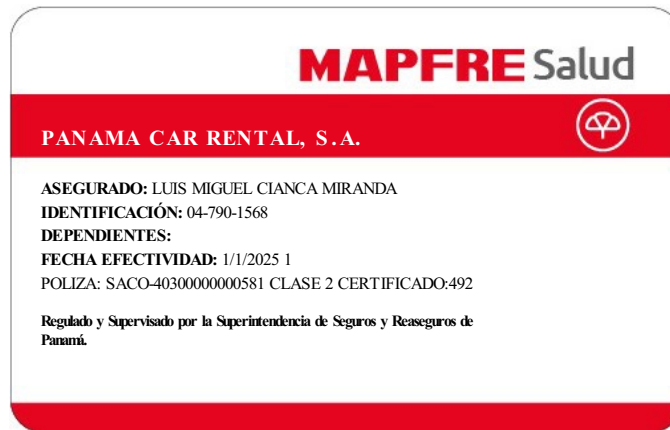 MAPFRE Salud
PANAMA CAR RENTAL, S.A.
ASEGURADO: LUIS MIGUEL CIANCA MIRANDA
IDENTIFICACIÓN: 04-790-1568
DEPENDIENTES:
FECHA EFECTIVIDAD: 1/1/2025 1
POLIZA: SACO-40300000000581 CLASE 2 CERTIFICADO:492
Regulado y Supervisado por la Superintendencia de Seguros y Reaseguros de
Panamá.